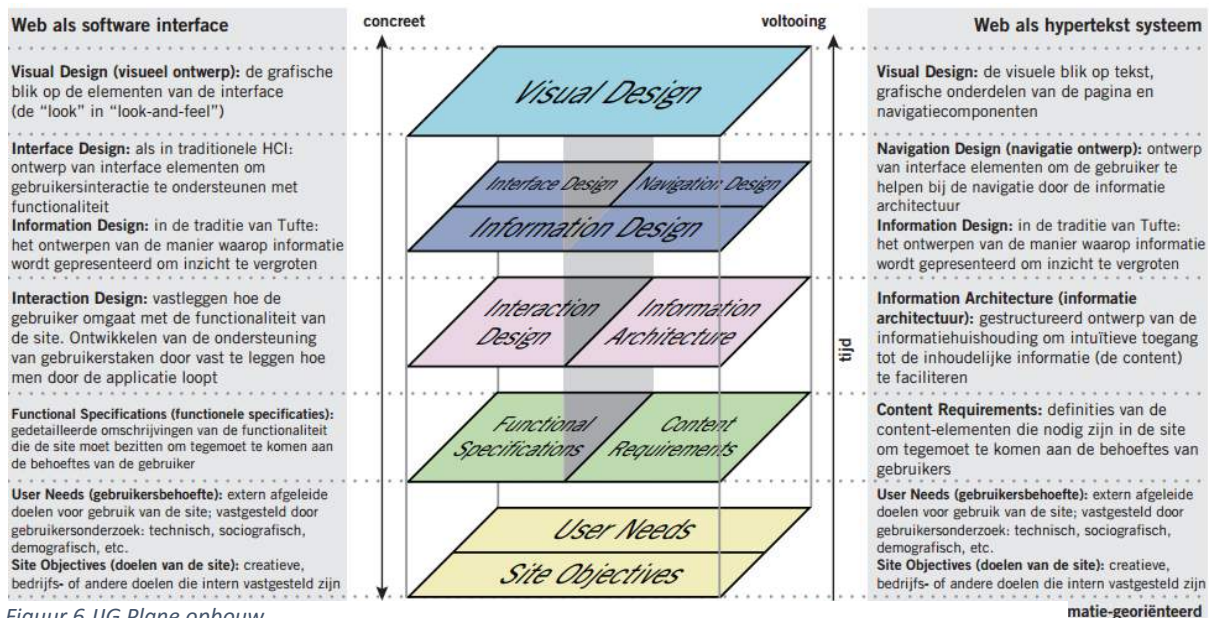 Web als software interface
Visual Design (visueel ontwerp): de grafische
blik op de elementen van de interface
(de “look” in “look-and-feel”)
Interface Design: als in traditionele HCI:
ontwerp van interface elementen om
gebruikersinteractie te ondersteunen met
functionaliteit
Information Design: in de traditie van Tufte:
het ontwerpen van de manier waarop informatie
wordt gepresenteerd om inzicht te vergroten
Interaction Design: vastleggen hoe de
gebruiker omgaat met de functionaliteit van
de site. Ontwikkelen van de ondersteuning
van gebruikerstaken door vast te leggen hoe
men door de applicatie loopt
Functional Specifications (functionele specificaties):
gedetailleerde omschrijvingen van de functionaliteit
die de site moet bezitten om tegemoet te komen aan
de behoeftes van de gebruiker
User Needs (gebruikersbehoefte): extern afgeleide
doelen voor gebruik van de site; vastgesteld door
gebruikersonderzoek: technisch, sociografisch,
demografisch, etc.
Site Objectives (doelen van de site): creatieve,
bedrijfs- of andere doelen die intern vastgesteld zijn
concreet
voltooing
Visual Design
Interface Design
Navigation Design
Information Design
Interaction
Design
Information
Architecture
tijd
Functional
Specifications
Content
Requirements
User Needs
Site Objectives
Web als hypertekst systeem
Visual Design: de visuele blik op tekst,
grafische onderdelen van de pagina en
navigatiecomponenten
Navigation Design (navigatie ontwerp): ontwerp
van interface elementen om de gebruiker te
helpen bij de navigatie door de informatie
architectuur
Information Design: in de traditie van Tufte:
het ontwerpen van de manier waarop informatie
wordt gepresenteerd om inzicht te vergroten
Information Architecture (informatie
architectuur): gestructureerd ontwerp van de
informatiehuishouding om intuïtieve toegang
tot de inhoudelijke informatie (de content)
te faciliteren
Content Requirements: definities van de
content-elementen die nodig zijn in de site
om tegemoet te komen aan de behoeftes van
gebruikers
User Needs (gebruikersbehoefte): extern afgeleide
doelen voor gebruik van de site; vastgesteld door
gebruikersonderzoek: technisch, sociografisch,
demografisch, etc.
Site Objectives (doelen van de site): creatieve,
bedrijfs- of andere doelen die intern vastgesteld zijn
matie-georiënteerd
Figuur 6 JJG Plane opbouw